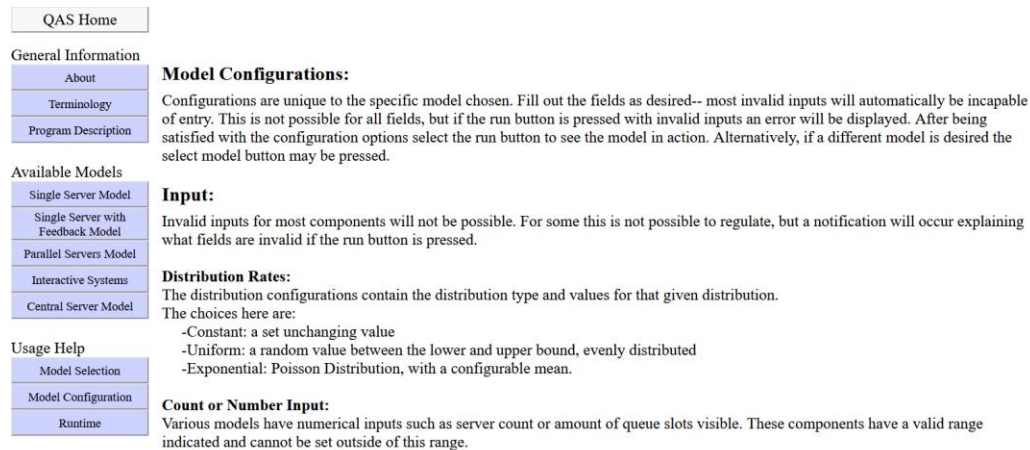 QAS Home
General Information
About
Terminology
Program Description
Available Models
Single Server Model
Single Server with
Feedback Model
Parallel Servers Model
Interactive Systems
Central Server Model
Usage Help
Model Selection
Model Configuration
Runtime
Model Configurations:
Configurations are unique to the specific model chosen. Fill out the fields as desired-- most invalid inputs will automatically be incapable
of entry. This is not possible for all fields, but if the run button is pressed with invalid inputs an error will be displayed. After being
satisfied with the configuration options select the run button to see the model in action. Alternatively, if a different model is desired the
select model button may be pressed.
Input:
Invalid inputs for most components will not be possible. For some this is not possible to regulate, but a notification will occur explaining
what fields are invalid if the run button is pressed.
Distribution Rates:
The distribution configurations contain the distribution type and values for that given distribution.
The choices here are:
-Constant: a set unchanging value
-Uniform: a random value between the lower and upper bound, evenly distributed
-Exponential: Poisson Distribution, with a configurable mean.
Count or Number Input:
Various models have numerical inputs such as server count or amount of queue slots visible. These components have a valid range
indicated and cannot be set outside of this range.